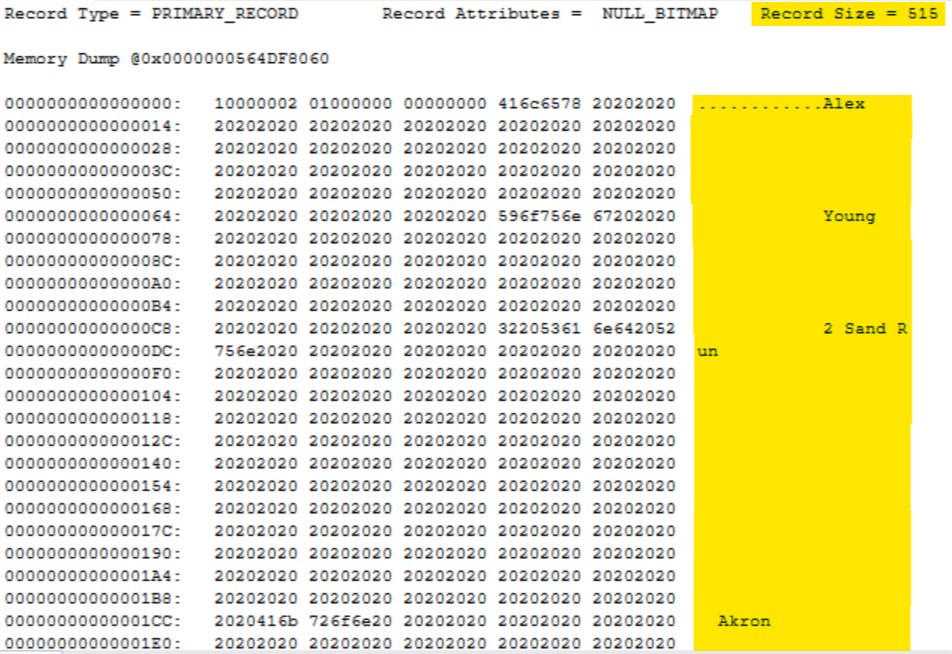 Record Type = PRIMARY_RECORD Record Attributes = NULL_BITMAP Record Size = 515
Memory Dump @0x0000000564DF8060
0000000000000000: 10000002 01000000 00000000 416c6578 20202020 ............Alex
0000000000000014: 20202020 20202020 20202020 20202020 20202020
0000000000000028: 20202020 20202020 20202020 20202020 20202020
000000000000003C: 20202020 20202020 20202020 20202020 20202020
0000000000000050: 20202020 20202020 20202020 20202020 20202020
0000000000000064: 20202020 20202020 20202020 596f756e 67202020 Young
0000000000000078: 20202020 20202020 20202020 20202020 20202020
000000000000008C: 20202020 20202020 20202020 20202020 20202020
00000000000000A0: 20202020 20202020 20202020 20202020 20202020
00000000000000B4: 20202020 20202020 20202020 20202020 20202020
00000000000000C8: 20202020 20202020 20202020 32205361 6e642052 2 Sand R
00000000000000DC: 756e2020 20202020 20202020 20202020 20202020 un
00000000000000F0: 20202020 20202020 20202020 20202020 20202020
0000000000000104: 20202020 20202020 20202020 20202020 20202020
0000000000000118: 20202020 20202020 20202020 20202020 20202020
000000000000012C: 20202020 20202020 20202020 20202020 20202020
0000000000000140: 20202020 20202020 20202020 20202020 20202020
0000000000000154: 20202020 20202020 20202020 20202020 20202020
0000000000000168: 20202020 20202020 20202020 20202020 20202020
000000000000017C: 20202020 20202020 20202020 20202020 20202020
0000000000000190: 20202020 20202020 20202020 20202020 20202020
00000000000001A4: 20202020 20202020 20202020 20202020 20202020
00000000000001B8: 20202020 20202020 20202020 20202020 20202020
00000000000001CC: 2020416b 726f6e20 20202020 20202020 20202020 Akron
00000000000001E0: 20202020 20202020 20202020 20202020 20202020